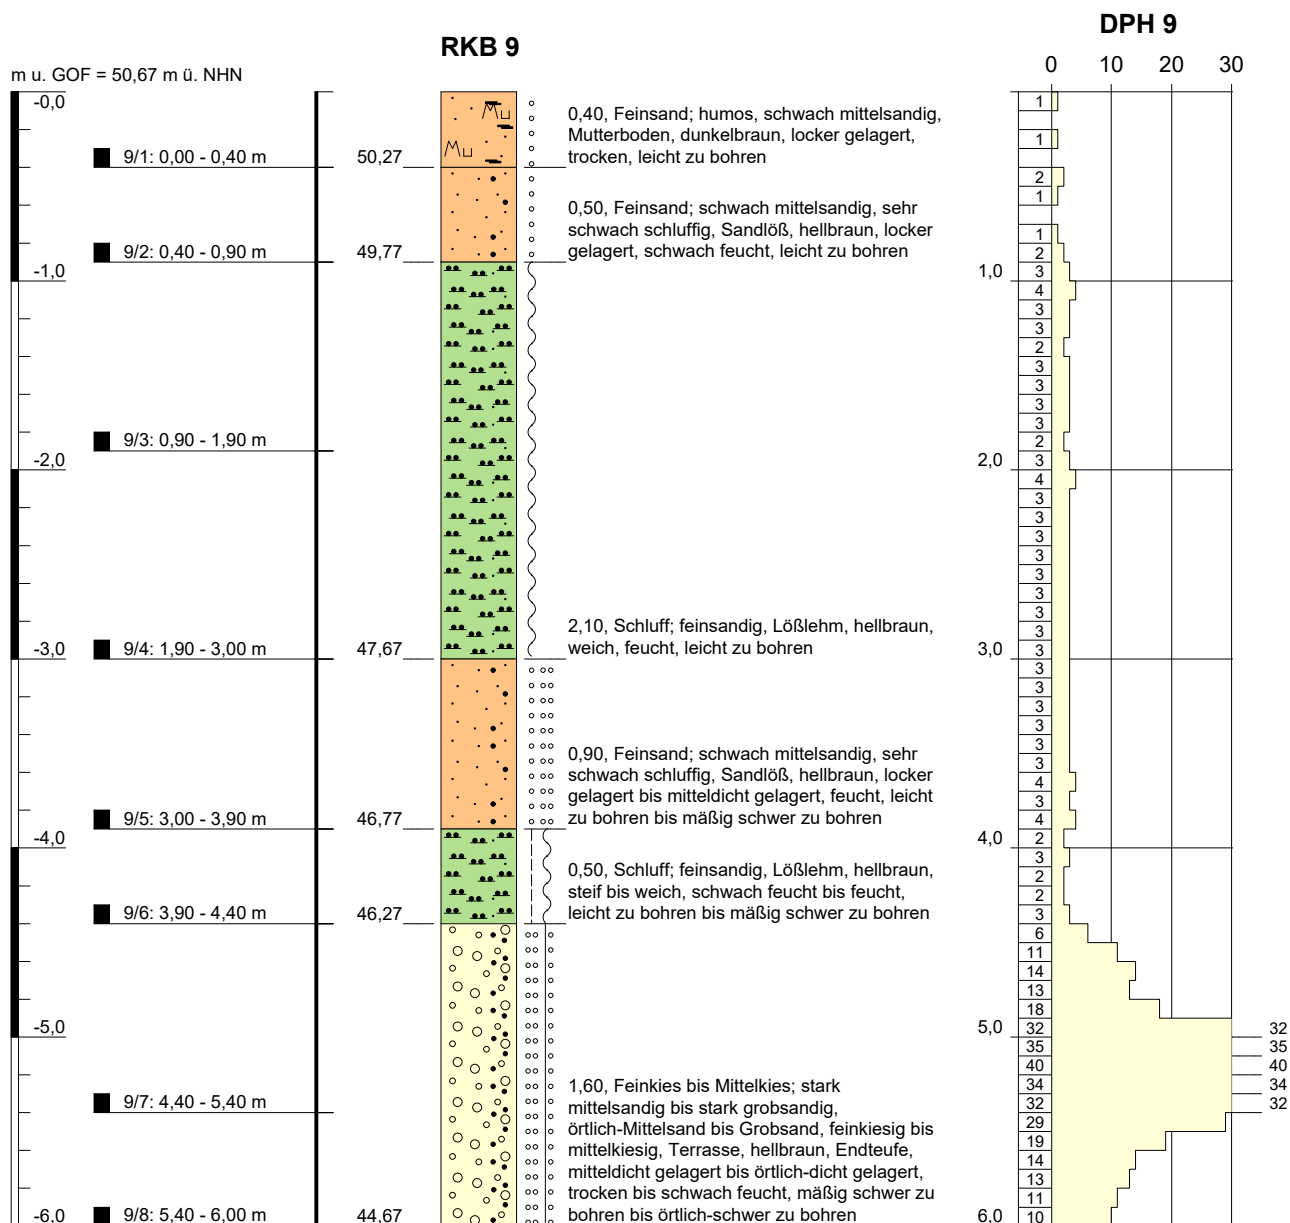 DPH 9
RKB 9
m u. GOF = 50,67 m ü. NHN
0 10 20 30
-0,0
0,40, Feinsand; humos, schwach mittelsandig,
Mutterboden, dunkelbraun, locker gelagert,
trocken, leicht zu bohren
Mu
Mu
9/1: 0,00 - 0,40 m
50,27
0,50, Feinsand; schwach mittelsandig, sehr
schwach schluffig, Sandlöß, hellbraun, locker
gelagert, schwach feucht, leicht zu bohren
9/2: 0,40 - 0,90 m
49,77
-1,0
9/3: 0,90 - 1,90 m
-2,0
2,10, Schluff; feinsandig, Lößlehm, hellbraun,
weich, feucht, leicht zu bohren
-3,0
9/4: 1,90 - 3,00 m
47,67
0,90, Feinsand; schwach mittelsandig, sehr
schwach schluffig, Sandlöß, hellbraun, locker
gelagert bis mitteldicht gelagert, feucht, leicht
zu bohren bis mäßig schwer zu bohren
9/5: 3,00 - 3,90 m
46,77
-4,0
0,50, Schluff; feinsandig, Lößlehm, hellbraun,
steif bis weich, schwach feucht bis feucht,
leicht zu bohren bis mäßig schwer zu bohren
9/6: 3,90 - 4,40 m
46,27
-5,0
1,60, Feinkies bis Mittelkies; stark
mittelsandig bis stark grobsandig,
örtlich-Mittelsand bis Grobsand, feinkiesig bis
mittelkiesig, Terrasse, hellbraun, Endteufe,
mitteldicht gelagert bis örtlich-dicht gelagert,
trocken bis schwach feucht, mäßig schwer zu
bohren bis örtlich-schwer zu bohren
9/7: 4,40 - 5,40 m
-6,0
9/8: 5,40 - 6,00 m
44,67
1
1
2
1
1
2
1,0 3
4
3
3
2
3
3
3
3
2
2,0 3
4
3
3
3
3
3
3
3
3
3,0 3
3
3
3
3
3
3
4
3
4
4,0 2
3
2
2
3
6
11
14
13
18
5,0 32 32
35 35
40 40
34 34
32 32
29
19
14
13
11
6,0 10